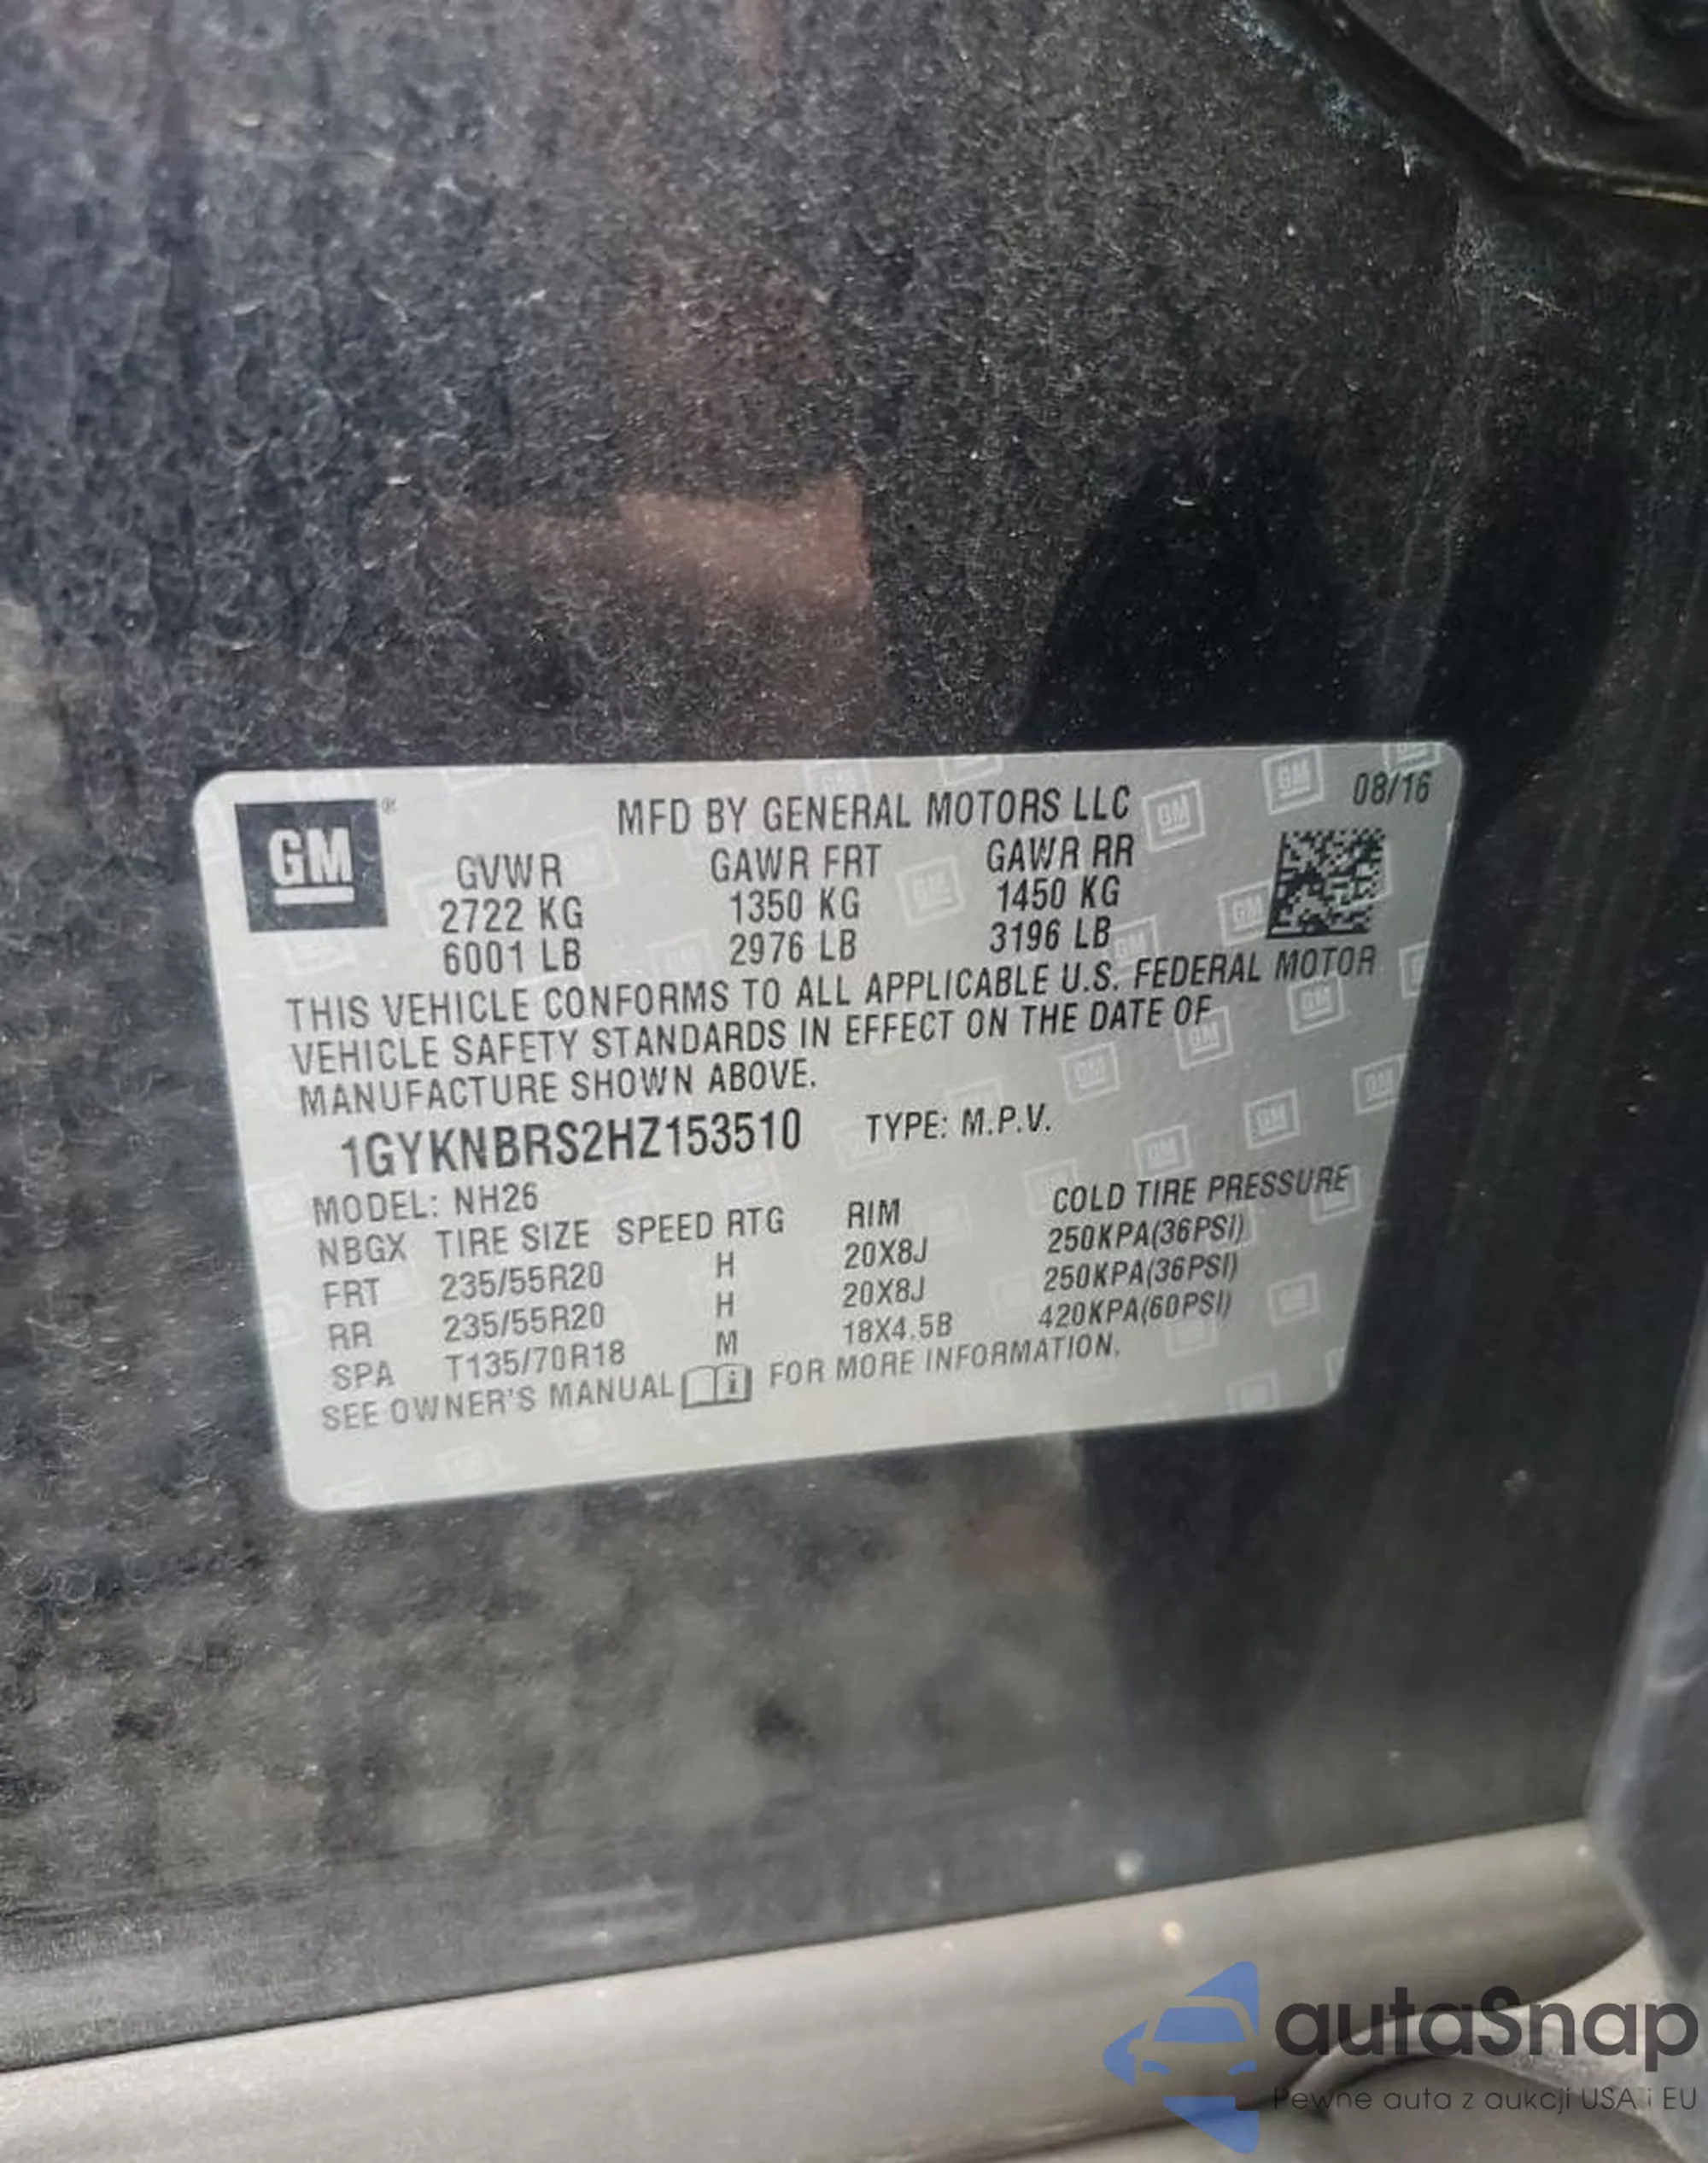 GM
MFD BY GENERAL MOTORS LLC 08/16
GVWR GAWR FRT GAWR RR
2722 KG 1350 KG 1450 KG
6001 LB 2976 LB 3196 LB
THIS VEHICLE CONFORMS TO ALL APPLICABLE U.S. FEDERAL MOTOR
VEHICLE SAFETY STANDARDS IN EFFECT ON THE DATE OF
MANUFACTURE SHOWN ABOVE.
1GYKNBRS2HZ153510 TYPE: M.P.V.
MODEL: NH26
NBGX TIRE SIZE SPEED RTG RIM COLD TIRE PRESSURE
FRT 235/55R20 H 20X8J 250KPA(36PSI)
RR 235/55R20 H 20X8J 250KPA(36PSI)
SPA T135/70R18 M 18X4.5B 420KPA(60PSI)
SEE OWNER'S MANUAL FOR MORE INFORMATION.
autaSnap
Pewne auta z aukcji USA i EU